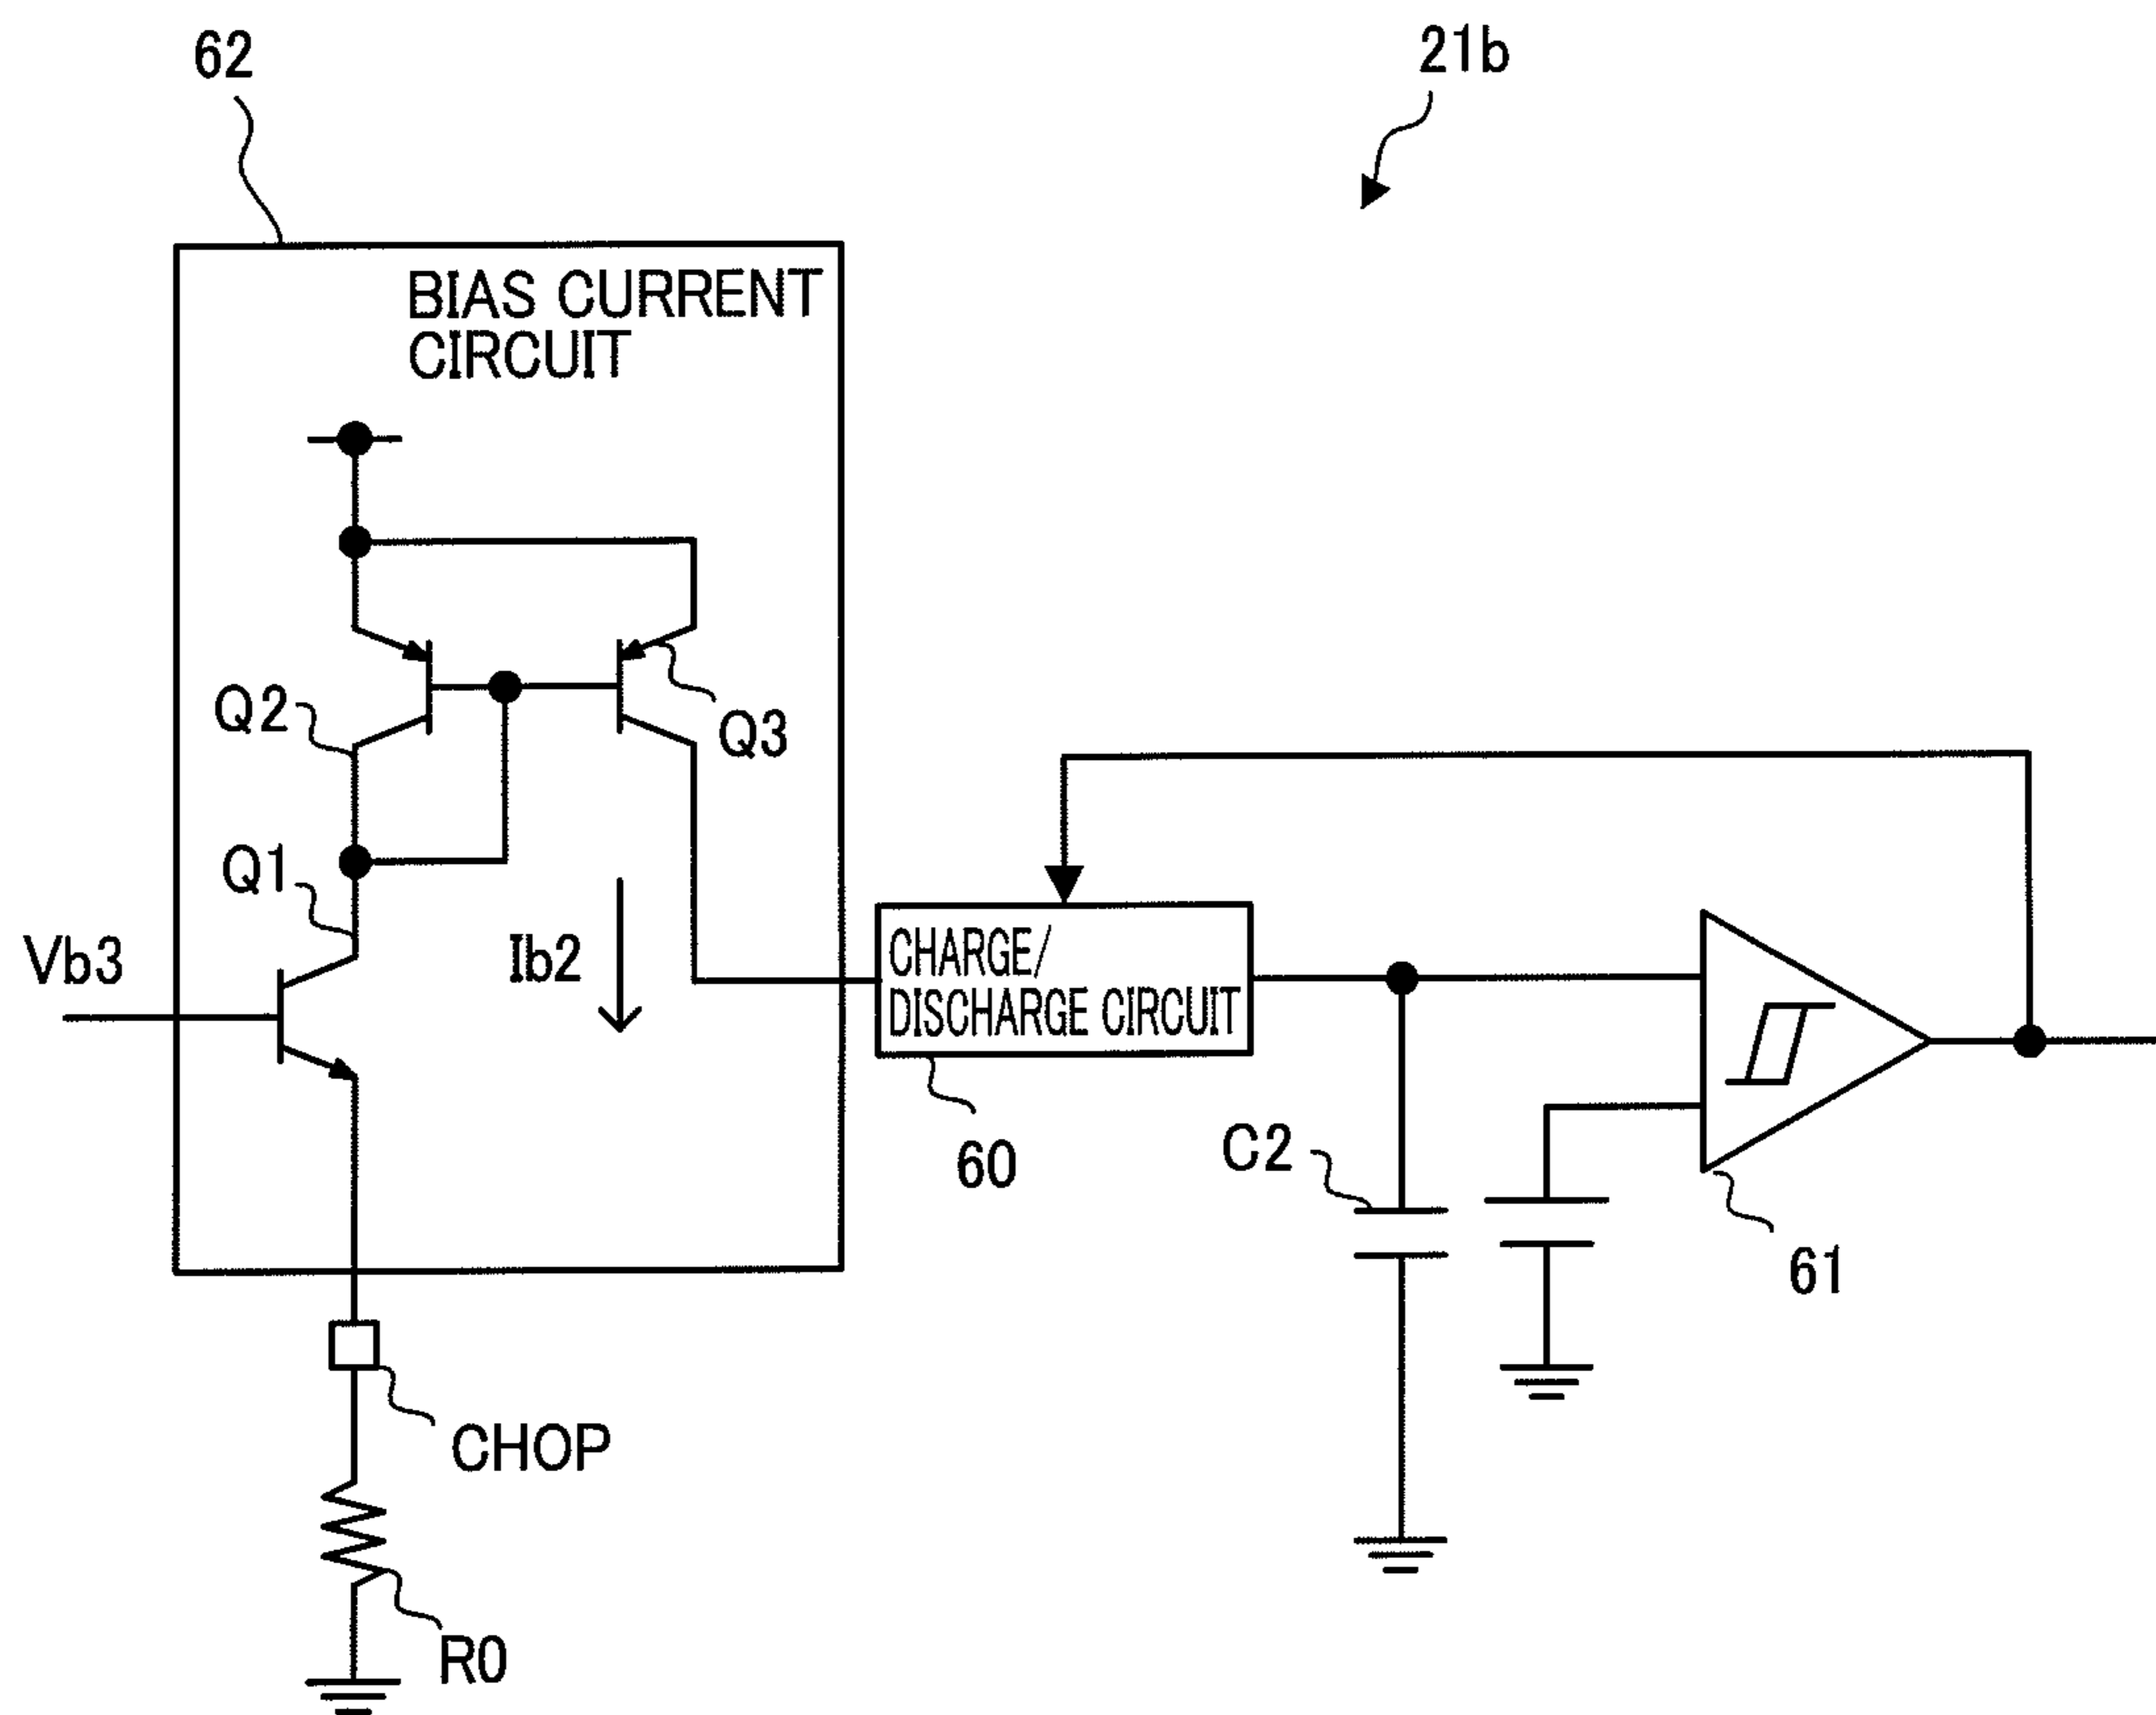 62
21b
BIAS CURRENT
CIRCUIT
Q2
Q3
Q1
Vb3
Ib2
CHARGE/
DISCHARGE CIRCUIT
60
C2
61
CHOP
R0